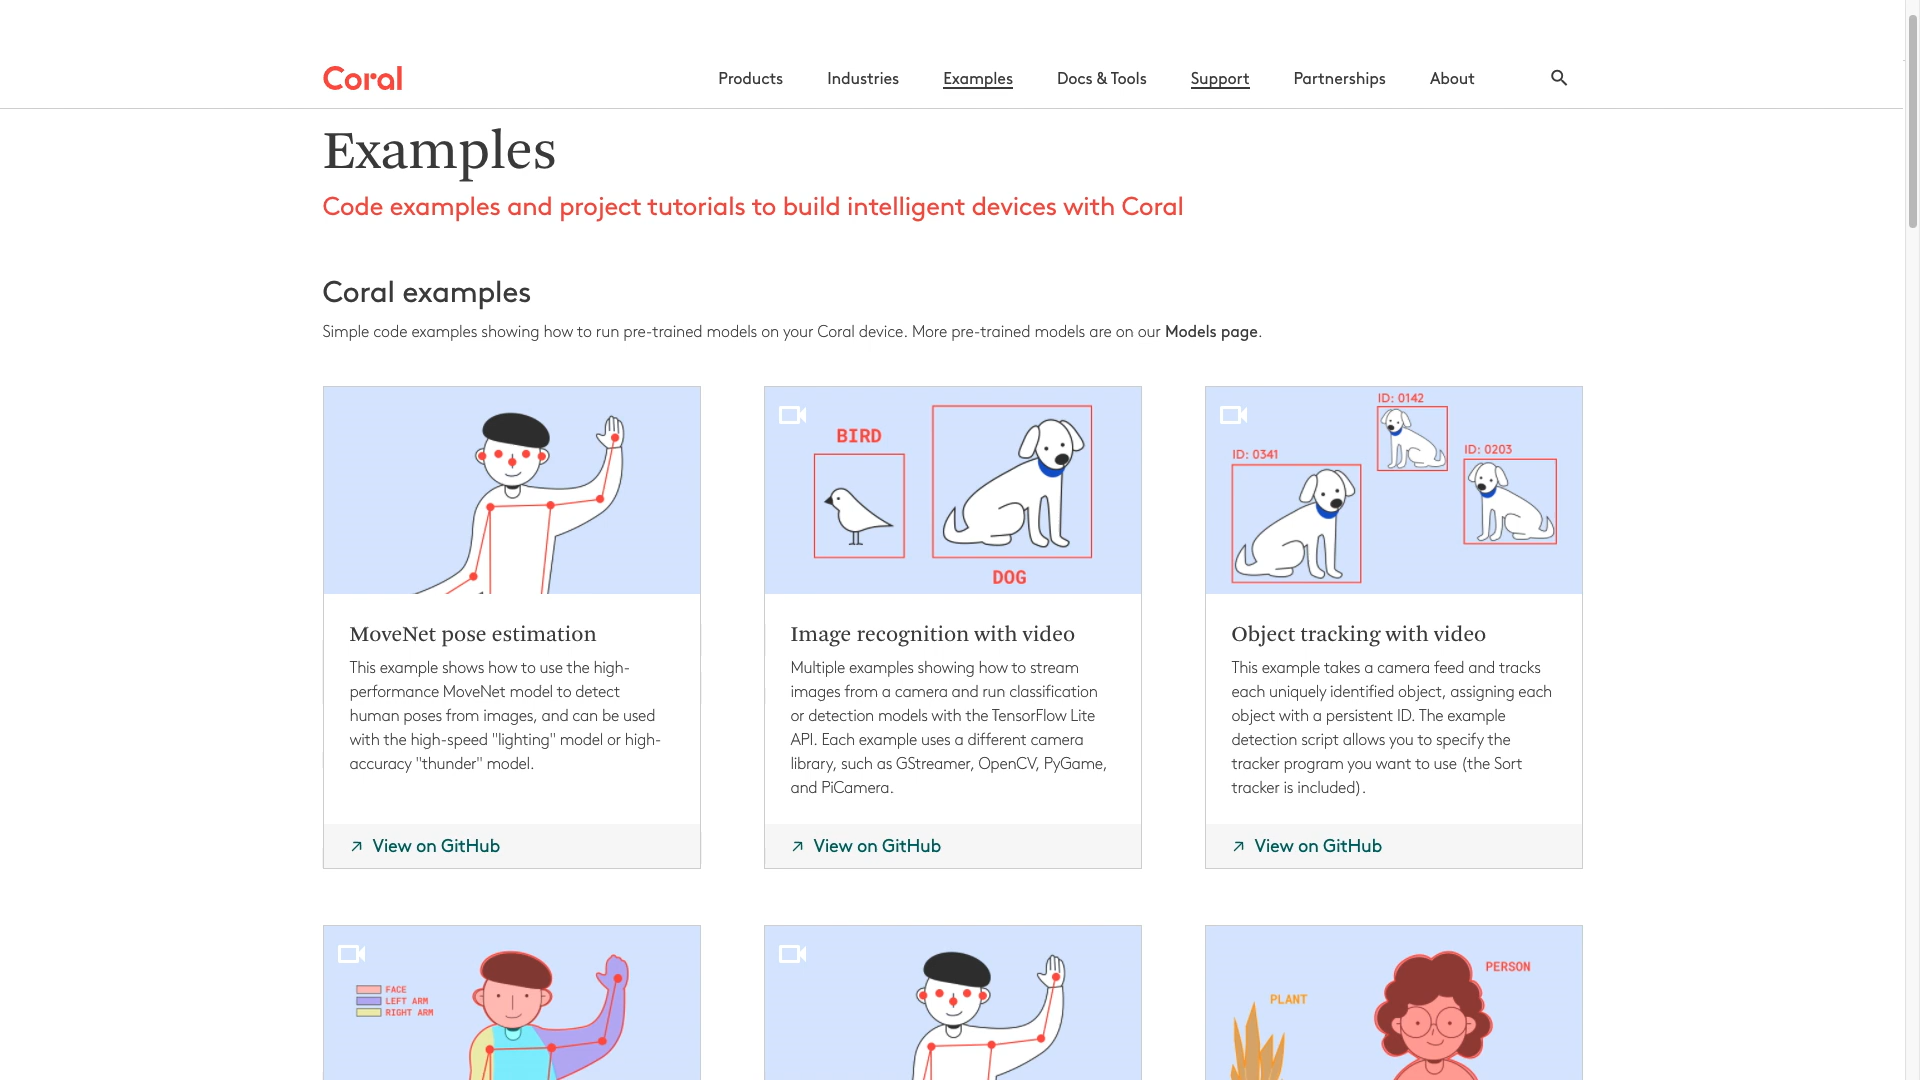 Coral
Products Industries Examples Docs & Tools Support Partnerships About
Examples
Code examples and project tutorials to build intelligent devices with Coral
Coral examples
Simple code examples showing how to run pre-trained models on your Coral device. More pre-trained models are on our Models page.
BIRD
DOG
ID: 0142
ID: 0341
ID: 0203
MoveNet pose estimation
This example shows how to use the high-
performance MoveNet model to detect
human poses from images, and can be used
with the high-speed "lighting" model or high-
accuracy "thunder" model.
View on GitHub
Image recognition with video
Multiple examples showing how to stream
images from a camera and run classification
or detection models with the TensorFlow Lite
API. Each example uses a different camera
library, such as GStreamer, OpenCV, PyGame,
and PiCamera.
View on GitHub
Object tracking with video
This example takes a camera feed and tracks
each uniquely identified object, assigning each
object with a persistent ID. The example
detection script allows you to specify the
tracker program you want to use (the Sort
tracker is included).
View on GitHub
FACE
LEFT ARM
RIGHT ARM
PERSON
PLANT